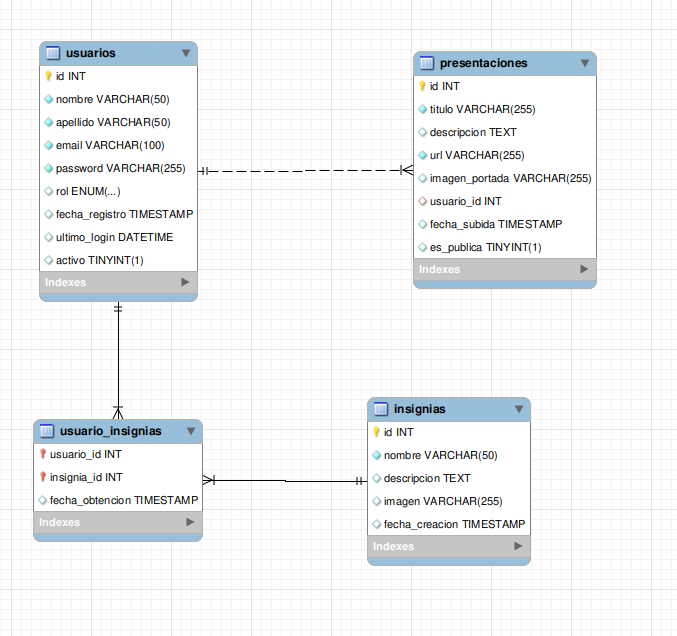 usuarios
id INT
nombre VARCHAR(50)
apellido VARCHAR(50)
email VARCHAR(100)
password VARCHAR(255)
rol ENUM(...)
fecha_registro TIMESTAMP
ultimo_login DATETIME
activo TINYINT(1)
Indexes
presentaciones
id INT
titulo VARCHAR(255)
descripcion TEXT
url VARCHAR(255)
imagen_portada VARCHAR(255)
usuario_id INT
fecha_subida TIMESTAMP
es_publica TINYINT(1)
Indexes
usuario_insignias
usuario_id INT
insignia_id INT
fecha_obtencion TIMESTAMP
Indexes
insignias
id INT
nombre VARCHAR(50)
descripcion TEXT
imagen VARCHAR(255)
fecha_creacion TIMESTAMP
Indexes